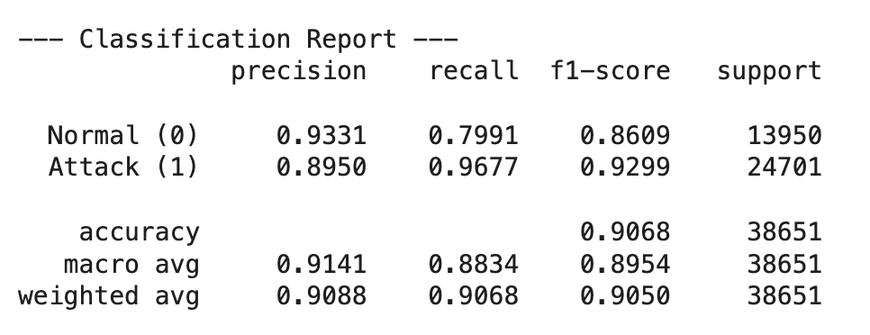 --- Classification Report ---
precision recall f1-score support
Normal (0) 0.9331 0.7991 0.8609 13950
Attack (1) 0.8950 0.9677 0.9299 24701
accuracy 0.9068 38651
macro avg 0.9141 0.8834 0.8954 38651
weighted avg 0.9088 0.9068 0.9050 38651